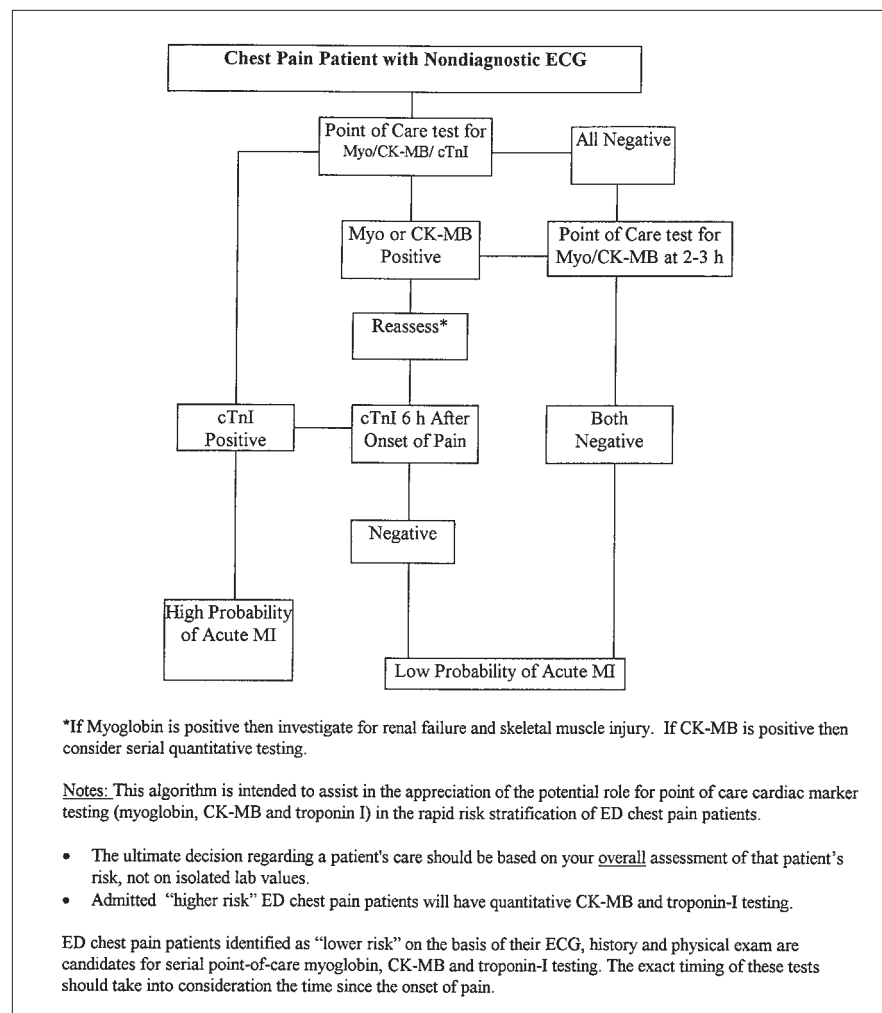 Chest Pain Patient with Nondiagnostic ECG
Point of Care test for
Myo/CK-MB/ cTnI
All Negative
Myo or CK-MB
Positive
Point of Care test for
Myo/CK-MB at 2-3 h
Reassess*
cTnI
Positive
cTnI 6 h After
Onset of Pain
Both
Negative
Negative
High Probability
of Acute MI
Low Probability of Acute MI
*If Myoglobin is positive then investigate for renal failure and skeletal muscle injury. If CK-MB is positive then
consider serial quantitative testing.
Notes: This algorithm is intended to assist in the appreciation of the potential role for point of care cardiac marker
testing (myoglobin, CK-MB and troponin I) in the rapid risk stratification of ED chest pain patients.
• The ultimate decision regarding a patient's care should be based on your overall assessment of that patient's
risk, not on isolated lab values.
• Admitted “higher risk” ED chest pain patients will have quantitative CK-MB and troponin-I testing.
ED chest pain patients identified as “lower risk” on the basis of their ECG, history and physical exam are
candidates for serial point-of-care myoglobin, CK-MB and troponin-I testing. The exact timing of these tests
should take into consideration the time since the onset of pain.